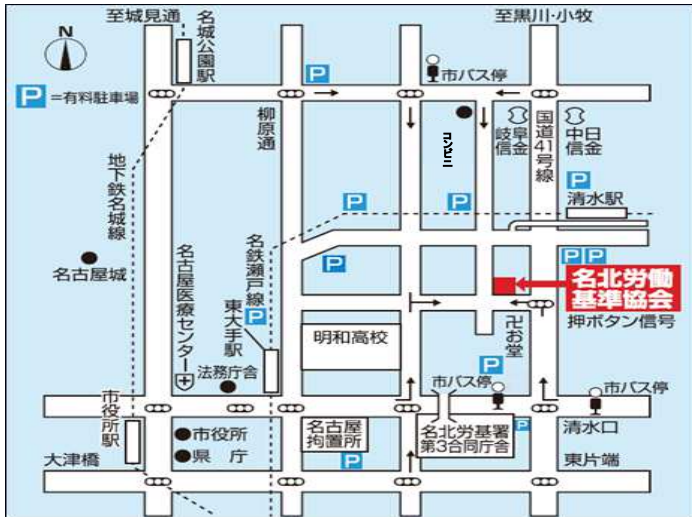 至城見通
名城公園駅
至黒川・小牧
N
P
市バス停
P=有料駐車場
柳原通
コンビニ
岐阜信金
国道41号線
中日信金
地下鉄名城線
P
清水駅
P
P
名古屋城
名古屋医療センター
名鉄瀬戸線
東大手駅
P
P
P P
名北労働
基準協会
押ボタン信号
明和高校
卍お堂
法務庁舎
P
市バス停
市バス停
市役所駅
市役所
県庁
名古屋
拘置所
名北労基署
第3合同庁舎
P
清水口
大津橋
P
東片端